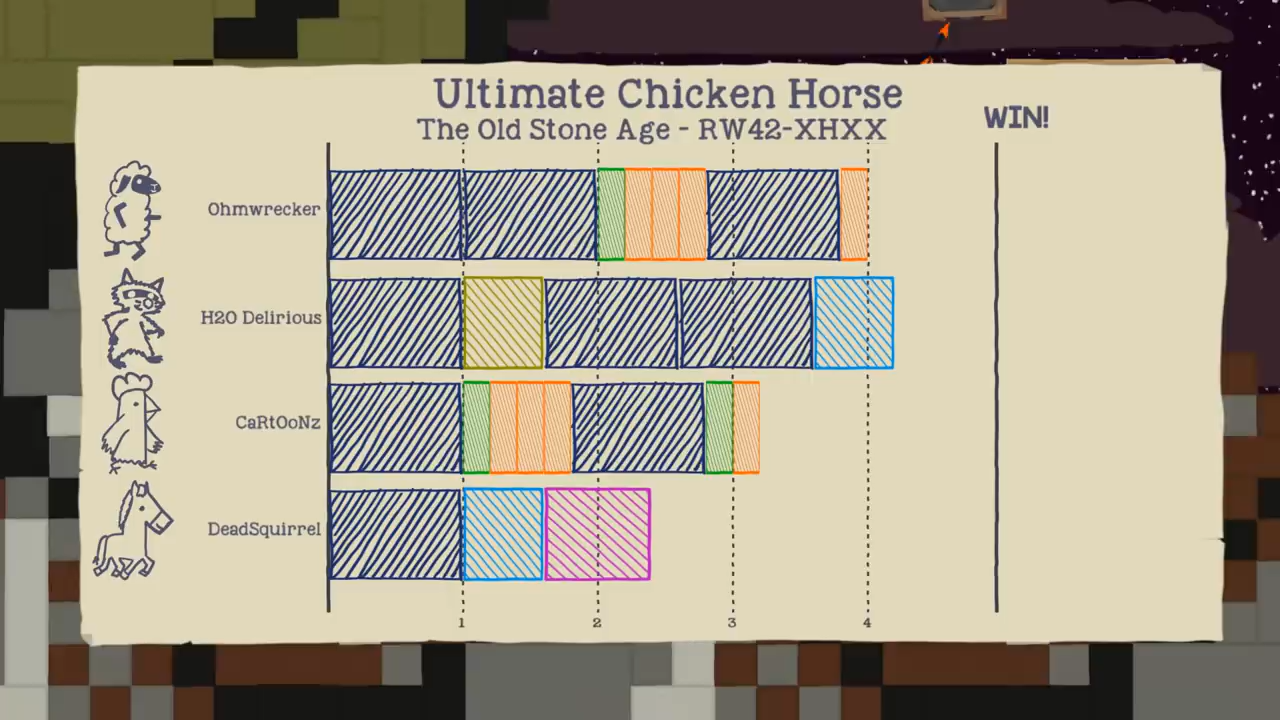 Ultimate Chicken Horse
The Old Stone Age - RW42-XHXX
WIN!
Ohmwrecker
H2O Delirious
CaRtOoNz
DeadSquirrel
1 2 3 4